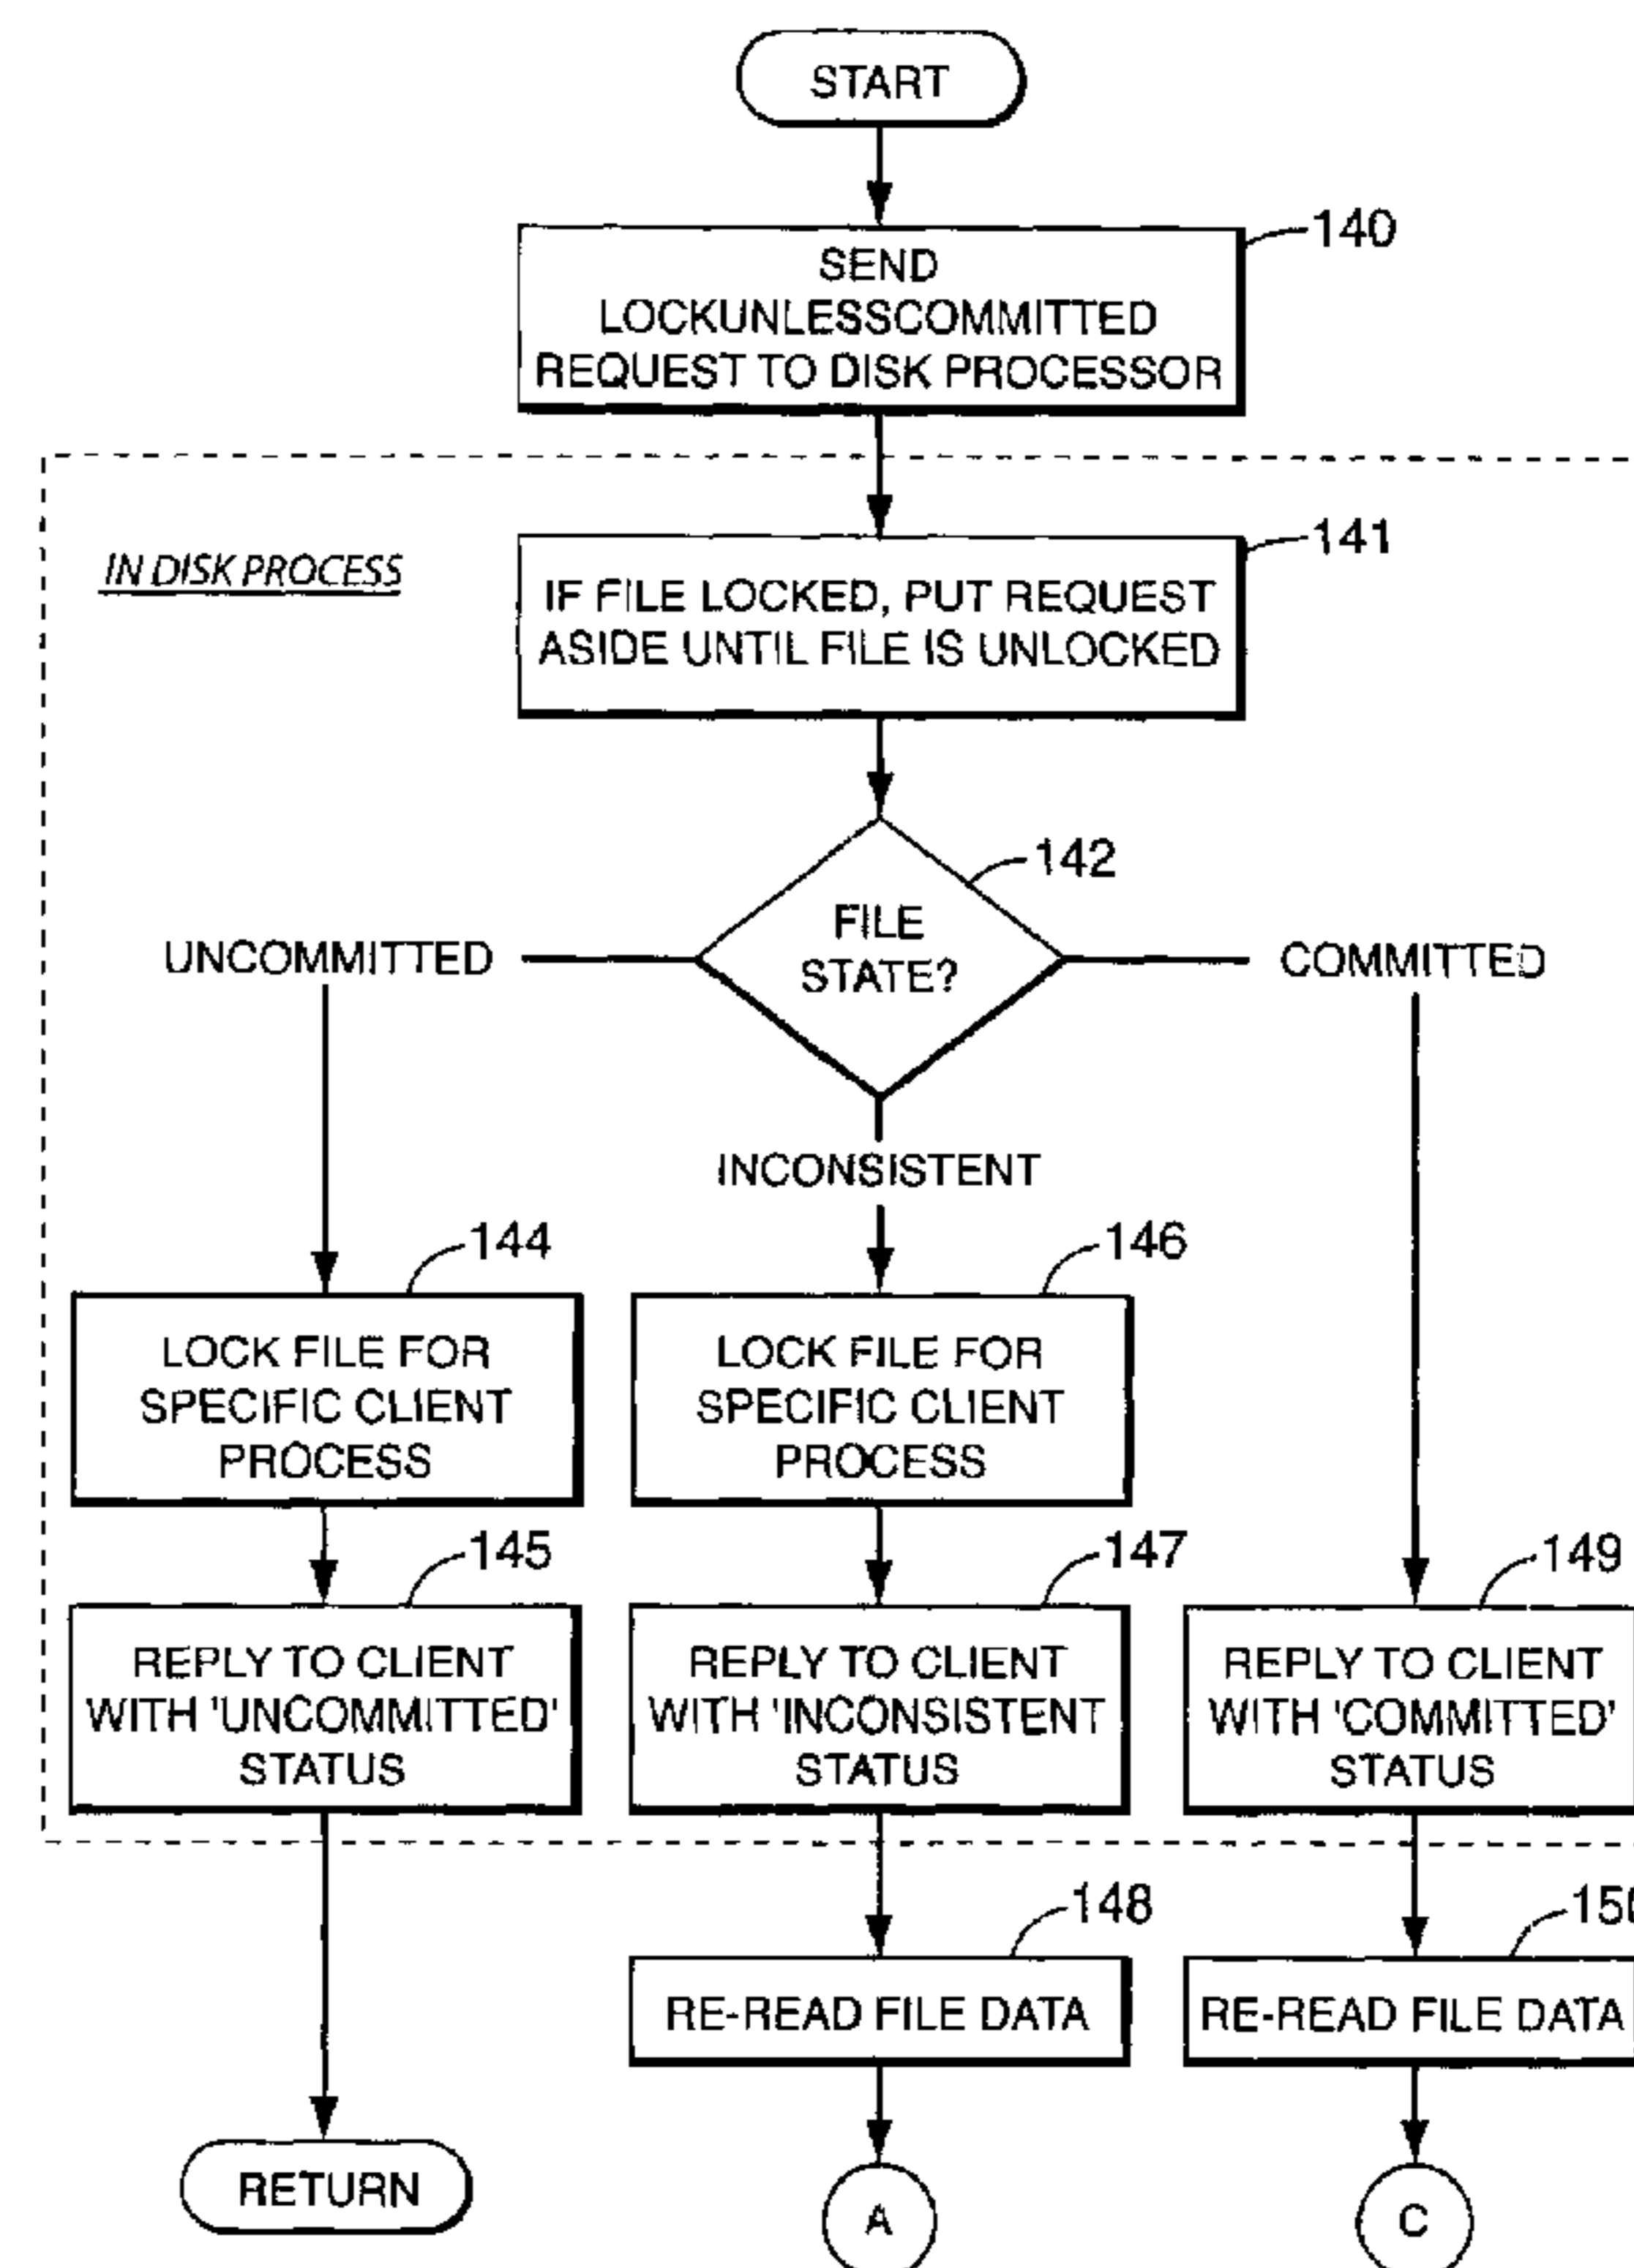 START
140
SEND
LOCKUNLESSCOMMITTED
REQUEST TO DISK PROCESSOR
IN DISK PROCESS
141
IF FILE LOCKED, PUT REQUEST
ASIDE UNTIL FILE IS UNLOCKED
142
FILE
STATE?
UNCOMMITTED
COMMITTED
INCONSISTENT
144
LOCK FILE FOR
SPECIFIC CLIENT
PROCESS
146
LOCK FILE FOR
SPECIFIC CLIENT
PROCESS
145
REPLY TO CLIENT
WITH 'UNCOMMITTED'
STATUS
147
REPLY TO CLIENT
WITH 'INCONSISTENT
STATUS
149
REPLY TO CLIENT
WITH 'COMMITTED'
STATUS
148
RE-READ FILE DATA
RE-READ FILE DATA
RETURN
A
C